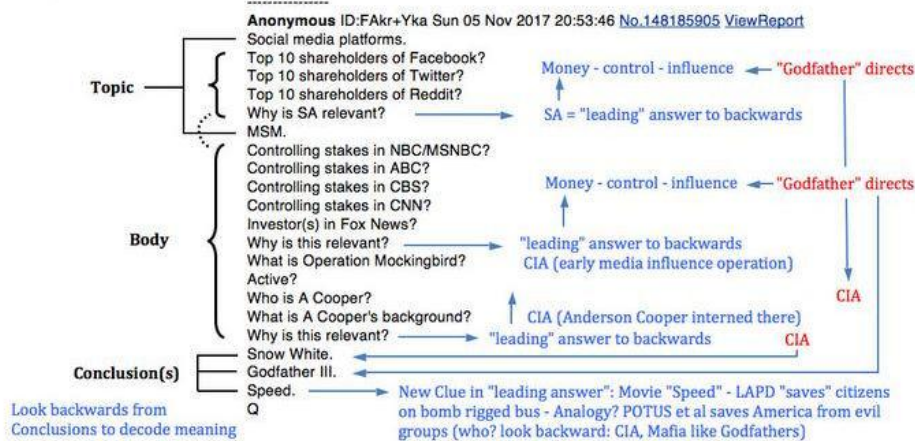 ----------------
Anonymous ID:FAkr+Yka Sun 05 Nov 2017 20:53:46 No.148185905 ViewReport
Social media platforms.
Top 10 shareholders of Facebook?
Top 10 shareholders of Twitter?
Top 10 shareholders of Reddit?
Why is SA relevant?
MSM.
Controlling stakes in NBC/MSNBC?
Controlling stakes in ABC?
Controlling stakes in CBS?
Controlling stakes in CNN?
Investor(s) in Fox News?
Why is this relevant?
What is Operation Mockingbird?
Active?
Who is A Cooper?
What is A Cooper's background?
Why is this relevant?
Snow White.
Godfather III.
Speed.
Q
Topic
Body
Conclusion(s)
Look backwards from
Conclusions to decode meaning
Money - control - influence
"Godfather" directs
SA = "leading" answer to backwards
Money - control - influence
"Godfather" directs
"leading" answer to backwards
CIA (early media influence operation)
CIA
CIA (Anderson Cooper interned there)
"leading" answer to backwards
CIA
New Clue in "leading answer": Movie "Speed" - LAPD "saves" citizens
on bomb rigged bus - Analogy? POTUS et al saves America from evil
groups (who? look backward: CIA, Mafia like Godfathers)